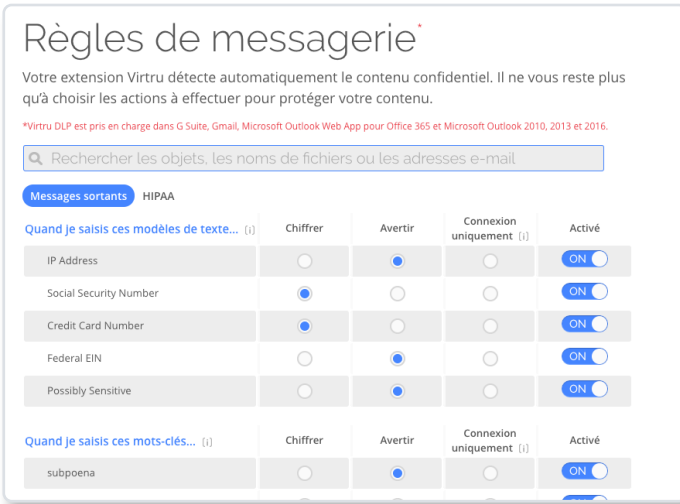 Règles de messagerie*
Votre extension Virtru détecte automatiquement le contenu confidentiel. Il ne vous reste plus
qu'à choisir les actions à effectuer pour protéger votre contenu.
*Virtru DLP est pris en charge dans G Suite, Gmail, Microsoft Outlook Web App pour Office 365 et Microsoft Outlook 2010, 2013 et 2016.
Rechercher les objets, les noms de fichiers ou les adresses e-mail
Messages sortants HIPAA
Quand je saisis ces modèles de texte... [i] Chiffrer Avertir Connexion uniquement [i] Activé
IP Address ON
Social Security Number ON
Credit Card Number ON
Federal EIN ON
Possibly Sensitive ON
Quand je saisis ces mots-clés... [i] Chiffrer Avertir Connexion uniquement [i] Activé
subpoena ON